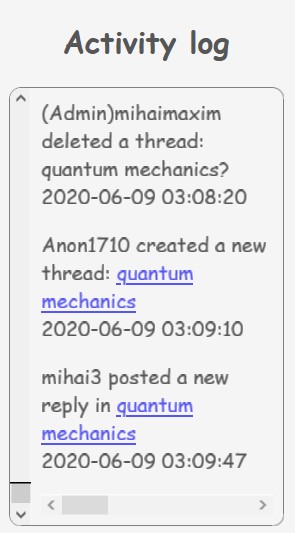 Activity log
(Admin)mihaimaxim
deleted a thread:
quantum mechanics?
2020-06-09 03:08:20
Anon1710 created a new
thread: quantum
mechanics
2020-06-09 03:09:10
mihai3 posted a new
reply in quantum
mechanics
2020-06-09 03:09:47